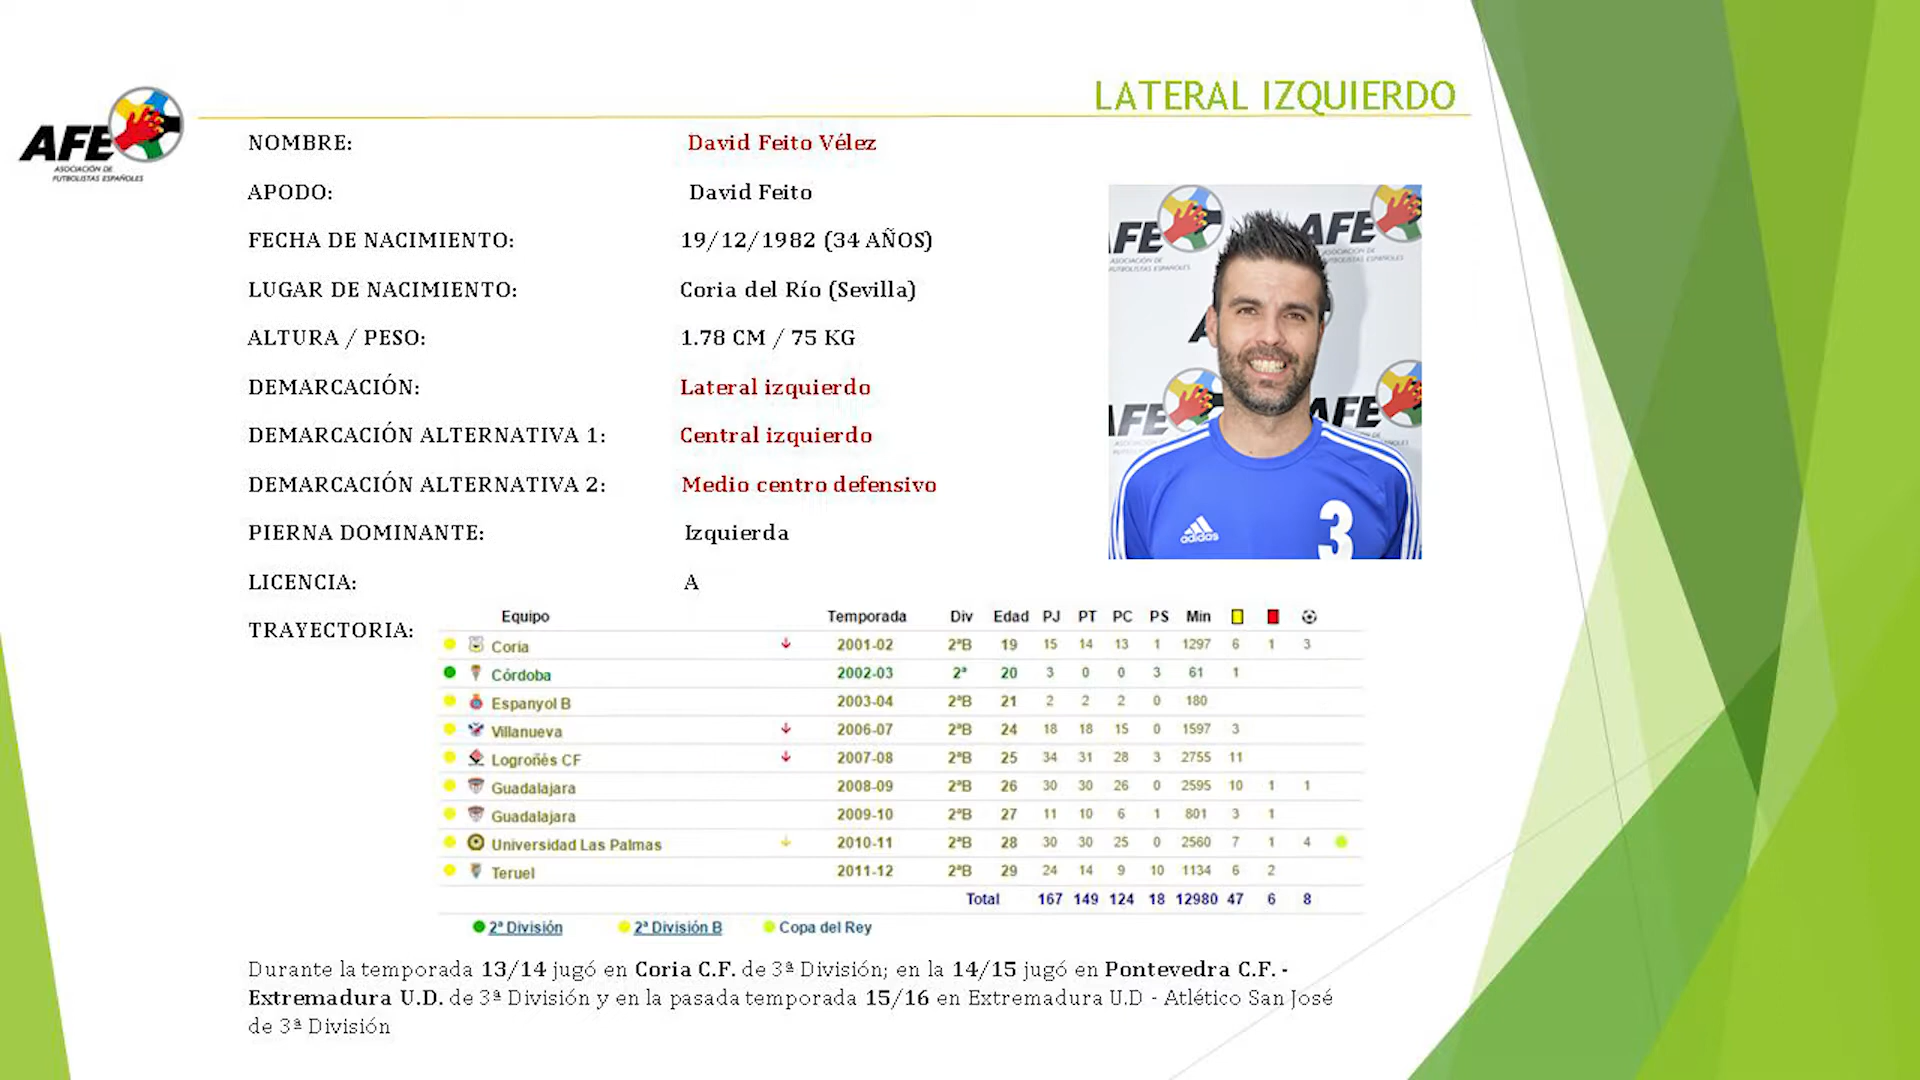 LATERAL IZQUIERDO
AFE
ASOCIACIÓN DE
FUTBOLISTAS ESPAÑOLES
NOMBRE: David Feito Vélez
APODO: David Feito
FECHA DE NACIMIENTO: 19/12/1982 (34 AÑOS)
LUGAR DE NACIMIENTO: Coria del Río (Sevilla)
ALTURA / PESO: 1.78 CM / 75 KG
DEMARCACIÓN: Lateral izquierdo
DEMARCACIÓN ALTERNATIVA 1: Central izquierdo
DEMARCACIÓN ALTERNATIVA 2: Medio centro defensivo
PIERNA DOMINANTE: Izquierda
LICENCIA: A
adidas
3
TRAYECTORIA:
Equipo Temporada Div Edad PJ PT PC PS Min
Coria 2001-02 2ªB 19 15 14 13 1 1297 6 1 3
Córdoba 2002-03 2ª 20 3 0 0 3 61 1
Espanyol B 2003-04 2ªB 21 2 2 2 0 180
Villanueva 2006-07 2ªB 24 18 18 15 0 1597 3
Logroñés CF 2007-08 2ªB 25 34 31 28 3 2755 11
Guadalajara 2008-09 2ªB 26 30 30 26 0 2595 10 1 1
Guadalajara 2009-10 2ªB 27 11 10 6 1 801 3 1
Universidad Las Palmas 2010-11 2ªB 28 30 30 25 0 2560 7 1 4
Teruel 2011-12 2ªB 29 24 14 9 10 1134 6 2
Total 167 149 124 18 12980 47 6 8
2ª División 2ª División B Copa del Rey
Durante la temporada 13/14 jugó en Coria C.F. de 3ª División; en la 14/15 jugó en Pontevedra C.F. -
Extremadura U.D. de 3ª División y en la pasada temporada 15/16 en Extremadura U.D - Atlético San José
de 3ª División